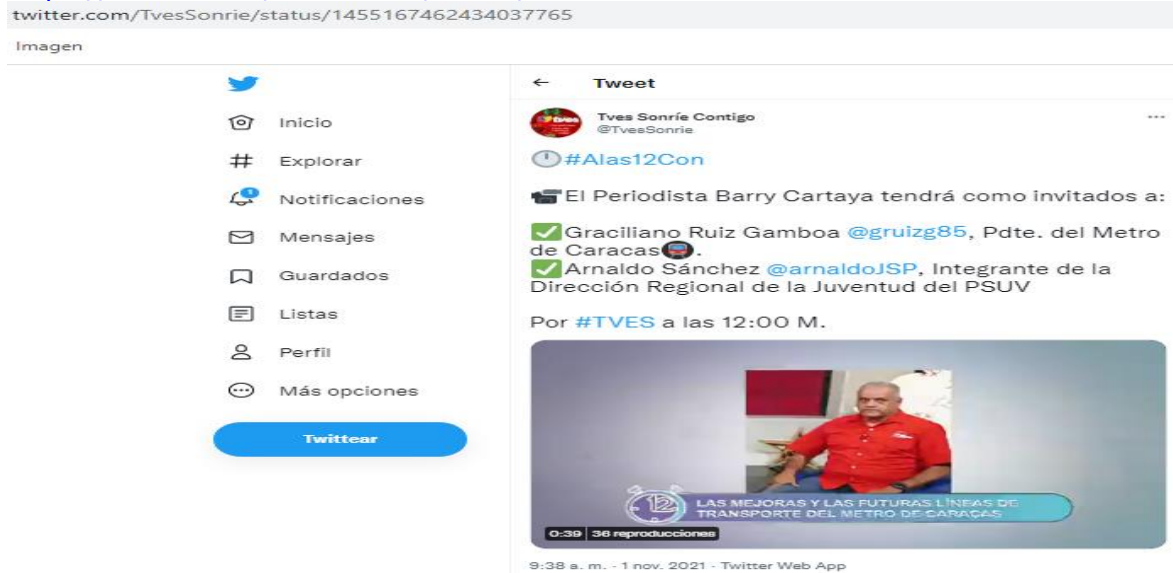 twitter.com/TvesSonrie/status/1455167462434037765
Imagen
Inicio
Explorar
Notificaciones
Mensajes
Guardados
Listas
Perfil
Más opciones
Twittear
Tweet
Tves Sonríe Contigo
@TvesSonrie
#Alas12Con
El Periodista Barry Cartaya tendrá como invitados a:
Graciliano Ruiz Gamboa @gruizg85, Pdte. del Metro
de Caracas.
Arnaldo Sánchez @arnaldoJSP, Integrante de la
Dirección Regional de la Juventud del PSUV
Por #TVES a las 12:00 M.
12
LAS MEJORAS Y LAS FUTURAS LÍNEAS DE
TRANSPORTE DEL METRO DE CARACAS
0:39 36 reproducciones
9:38 a. m. · 1 nov. 2021 · Twitter Web App